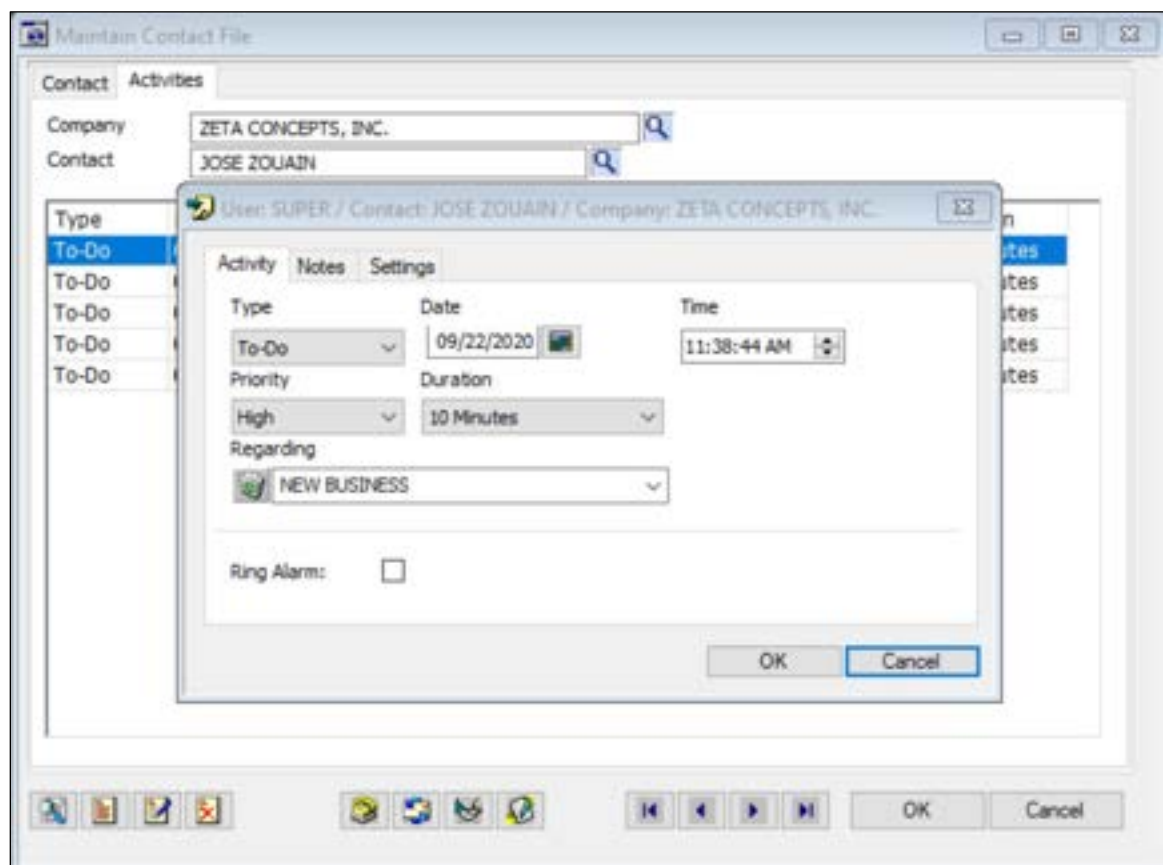 Maintain Contact File
Contact Activities
Company ZETA CONCEPTS, INC.
Contact JOSE ZOUAIN
User: SUPER / Contact: JOSE ZOUAIN / Company: ZETA CONCEPTS, INC.
Type
To-Do
To-Do
To-Do
To-Do
To-Do
Activity Notes Settings
Type Date Time
To-Do 09/22/2020 11:38:44 AM
Priority Duration
High 10 Minutes
Regarding
NEW BUSINESS
Ring Alarm:
OK Cancel
OK Cancel